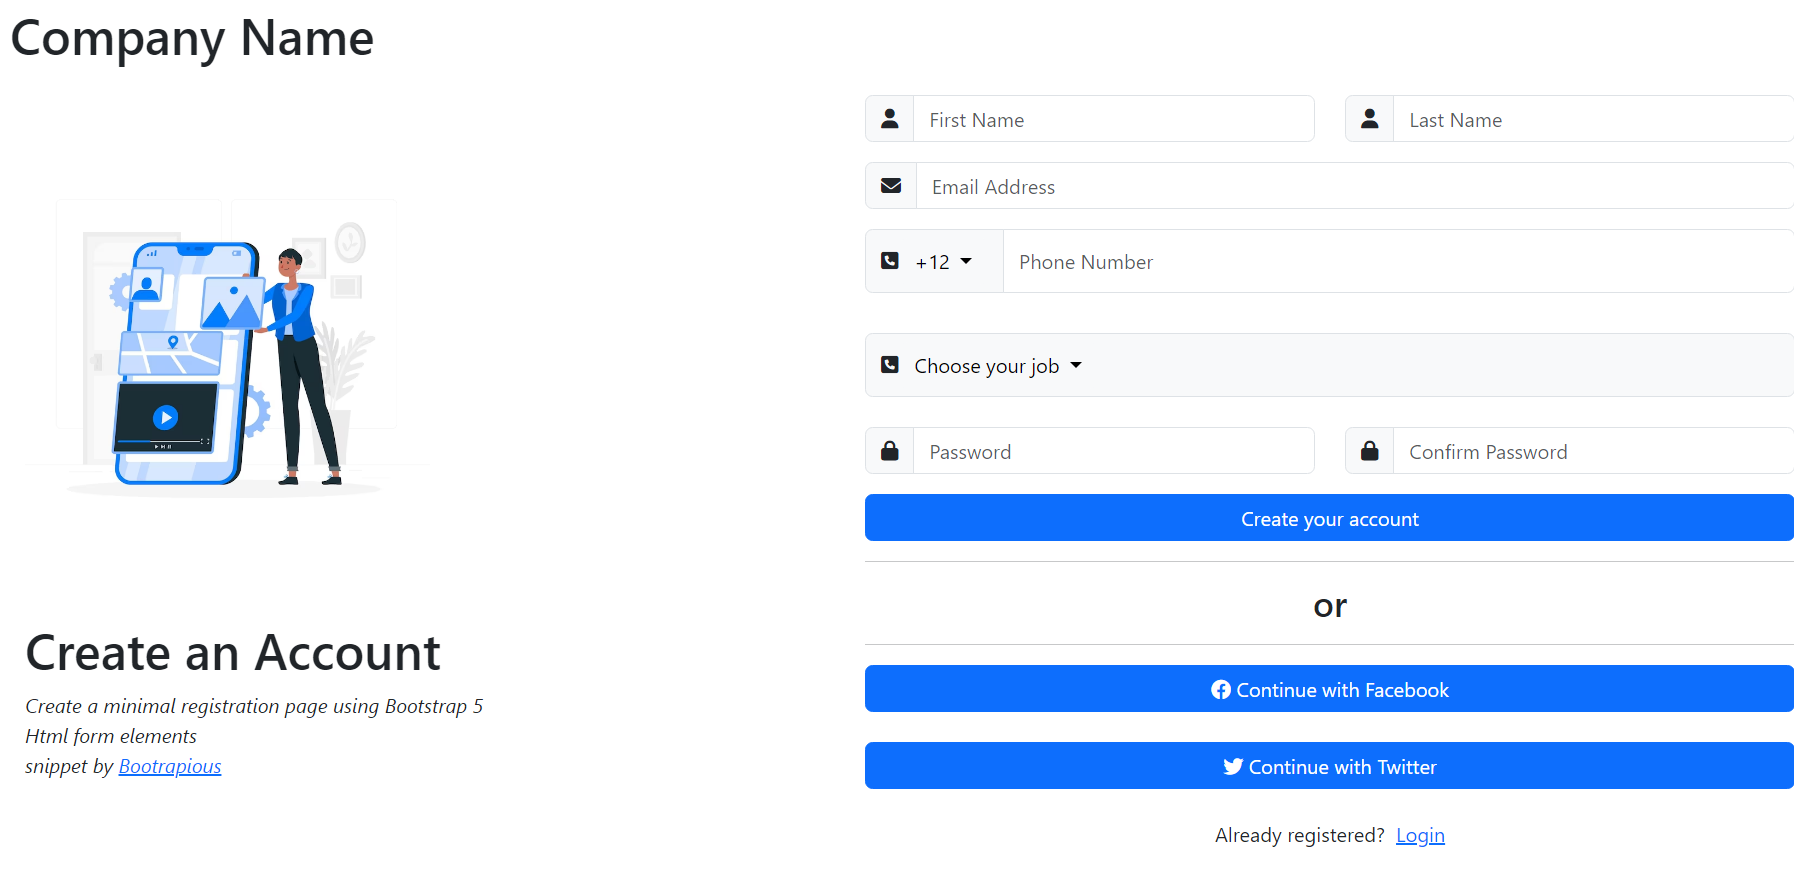 Company Name
First Name
Last Name
Email Address
+12
Phone Number
Choose your job
Password
Confirm Password
Create your account
or
Create an Account
Create a minimal registration page using Bootstrap 5
Html form elements
snippet by Bootrapious
Continue with Facebook
Continue with Twitter
Already registered? Login